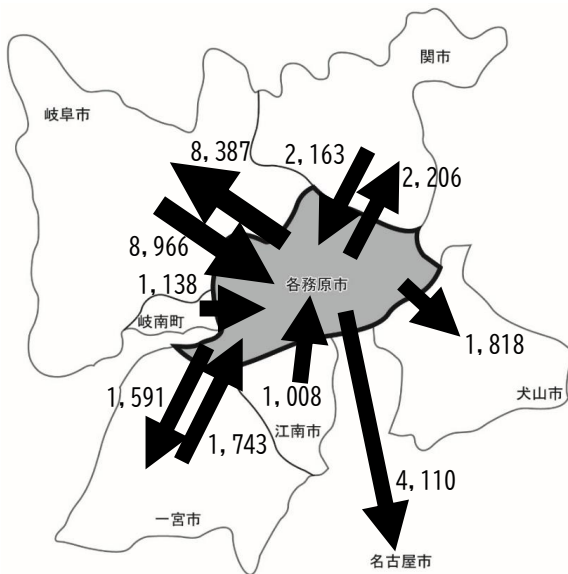 関市
岐阜市
8,387
2,163
2,206
8,966
1,138
各務原市
岐南町
1,818
1,591
1,008
犬山市
江南市
1,743
4,110
一宮市
名古屋市